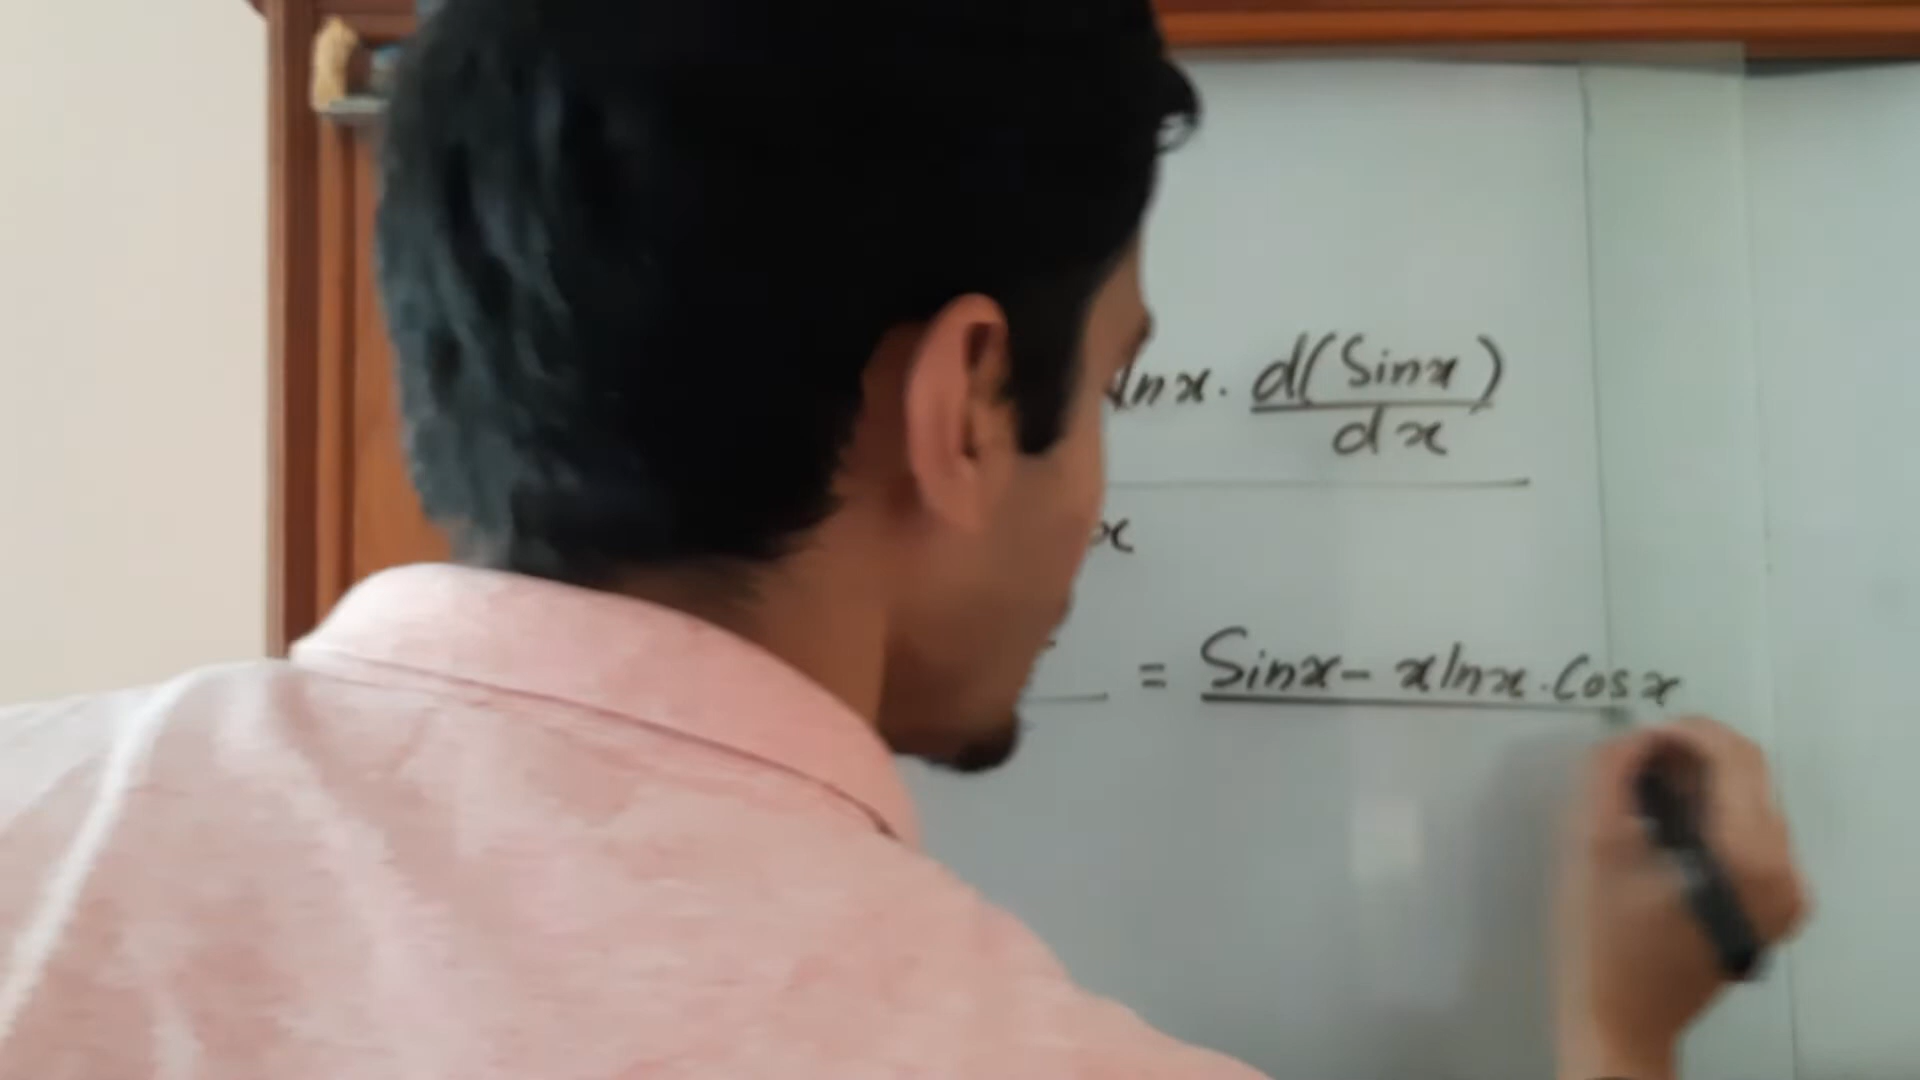 lnx. d(Sinx)
dx
x
= Sinx - xlnx.Cosx